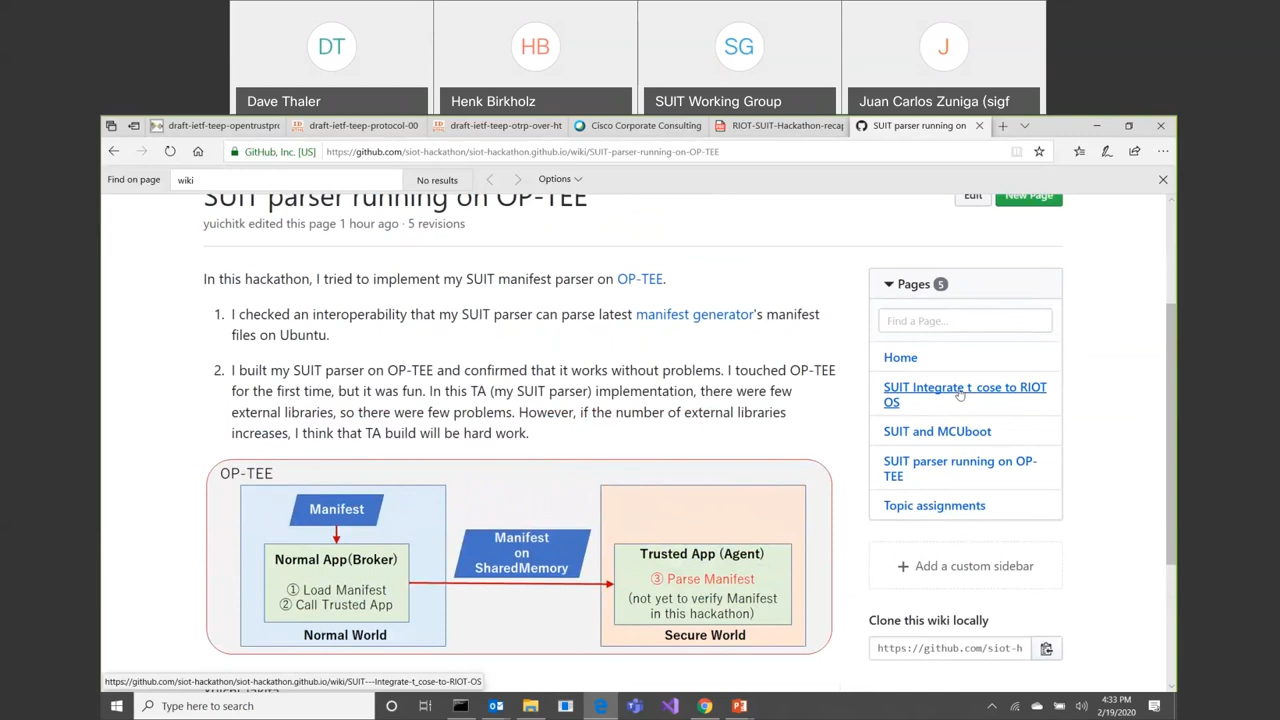 DT
HB
SG
J
Dave Thaler
Henk Birkholz
SUIT Working Group
Juan Carlos Zuniga (sigf
draft-ietf-teep-opentrustpro
draft-ietf-teep-protocol-00
draft-ietf-teep-otrp-over-ht
Cisco Corporate Consulting
RIOT-SUIT-Hackathon-recap
SUIT parser running on
GitHub, Inc. [US]
https://github.com/siot-hackathon/siot-hackathon.github.io/wiki/SUIT-parser-running-on-OP-TEE
Find on page
wiki
No results
Options
SUIT parser running on OP-TEE
Edit
New Page
yuichitk edited this page 1 hour ago · 5 revisions
In this hackathon, I tried to implement my SUIT manifest parser on OP-TEE.
1. I checked an interoperability that my SUIT parser can parse latest manifest generator's manifest
files on Ubuntu.
2. I built my SUIT parser on OP-TEE and confirmed that it works without problems. I touched OP-TEE
for the first time, but it was fun. In this TA (my SUIT parser) implementation, there were few
external libraries, so there were few problems. However, if the number of external libraries
increases, I think that TA build will be hard work.
OP-TEE
Manifest
Normal App(Broker)
① Load Manifest
② Call Trusted App
Normal World
Manifest
on
SharedMemory
Trusted App (Agent)
③ Parse Manifest
(not yet to verify Manifest
in this hackathon)
Secure World
Pages 5
Find a Page...
Home
SUIT Integrate t_cose to RIOT
OS
SUIT and MCUboot
SUIT parser running on OP-
TEE
Topic assignments
+ Add a custom sidebar
Clone this wiki locally
https://github.com/siot-h
https://github.com/siot-hackathon/siot-hackathon.github.io/wiki/SUIT---Integrate-t_cose-to-RIOT-OS
Type here to search
4:33 PM
2/19/2020